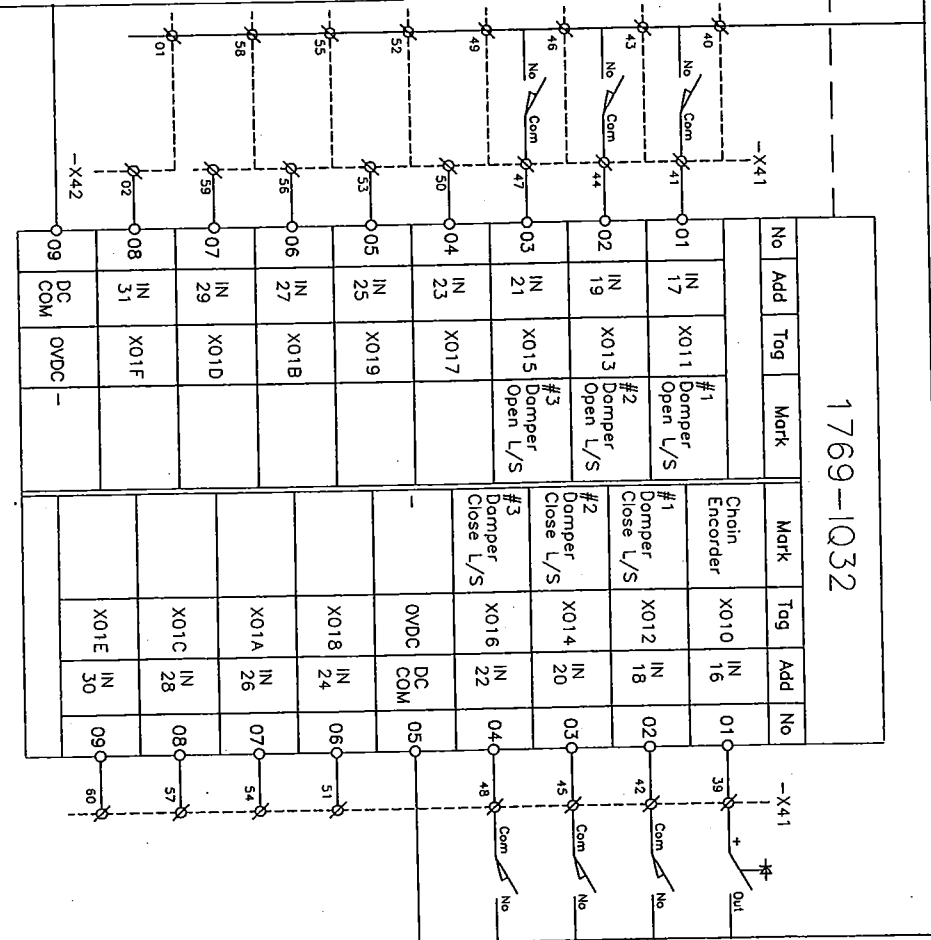 1769-IQ32
No Add Tag Mark Mark Tag Add No
Chain
Encorder
X010
IN
16
01
39
-X41
+
Out
40
No
Com
41
-X41
01
IN
17
X011
#1
Damper
Open L/S
#1
Damper
Close L/S
X012
IN
18
02
42
Com
No
43
No
Com
44
02
IN
19
X013
#2
Damper
Open L/S
#2
Damper
Close L/S
X014
IN
20
03
45
Com
No
46
No
Com
47
03
IN
21
X015
#3
Damper
Open L/S
#3
Damper
Close L/S
X016
IN
22
04
48
Com
No
49
50
04
IN
23
X017
-
0VDC
DC
COM
05
52
53
05
IN
25
X019
X018
IN
24
06
51
55
56
06
IN
27
X01B
X01A
IN
26
07
54
58
59
07
IN
29
X01D
X01C
IN
28
08
57
01
02
08
IN
31
X01F
X01E
IN
30
09
60
-X42
09
DC
COM
0VDC
-